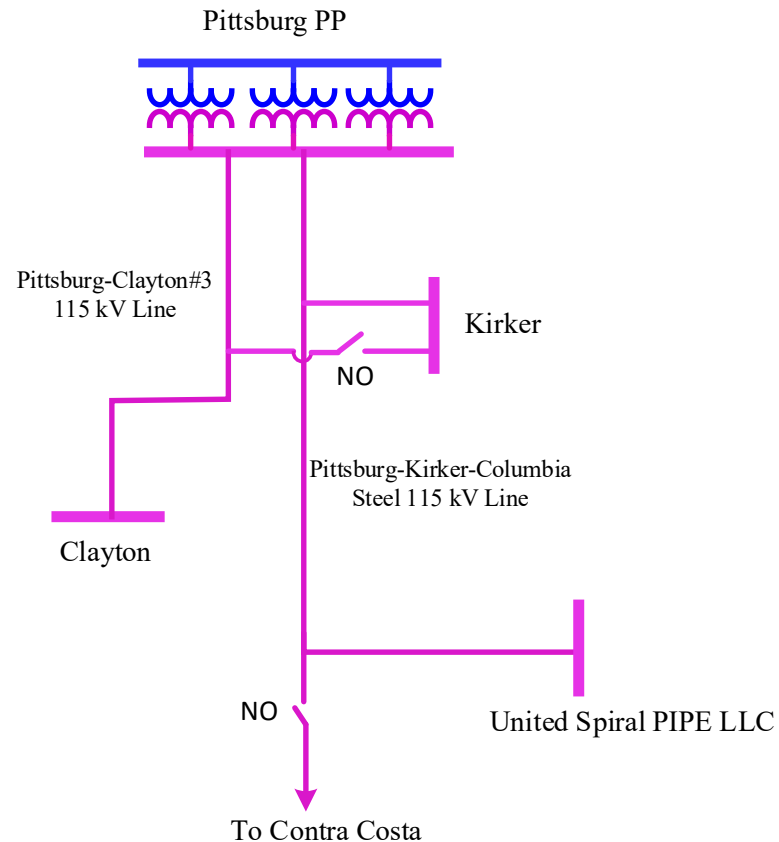 Pittsburg PP
Pittsburg-Clayton#3
115 kV Line
Kirker
NO
Pittsburg-Kirker-Columbia
Steel 115 kV Line
Clayton
NO
United Spiral PIPE LLC
To Contra Costa